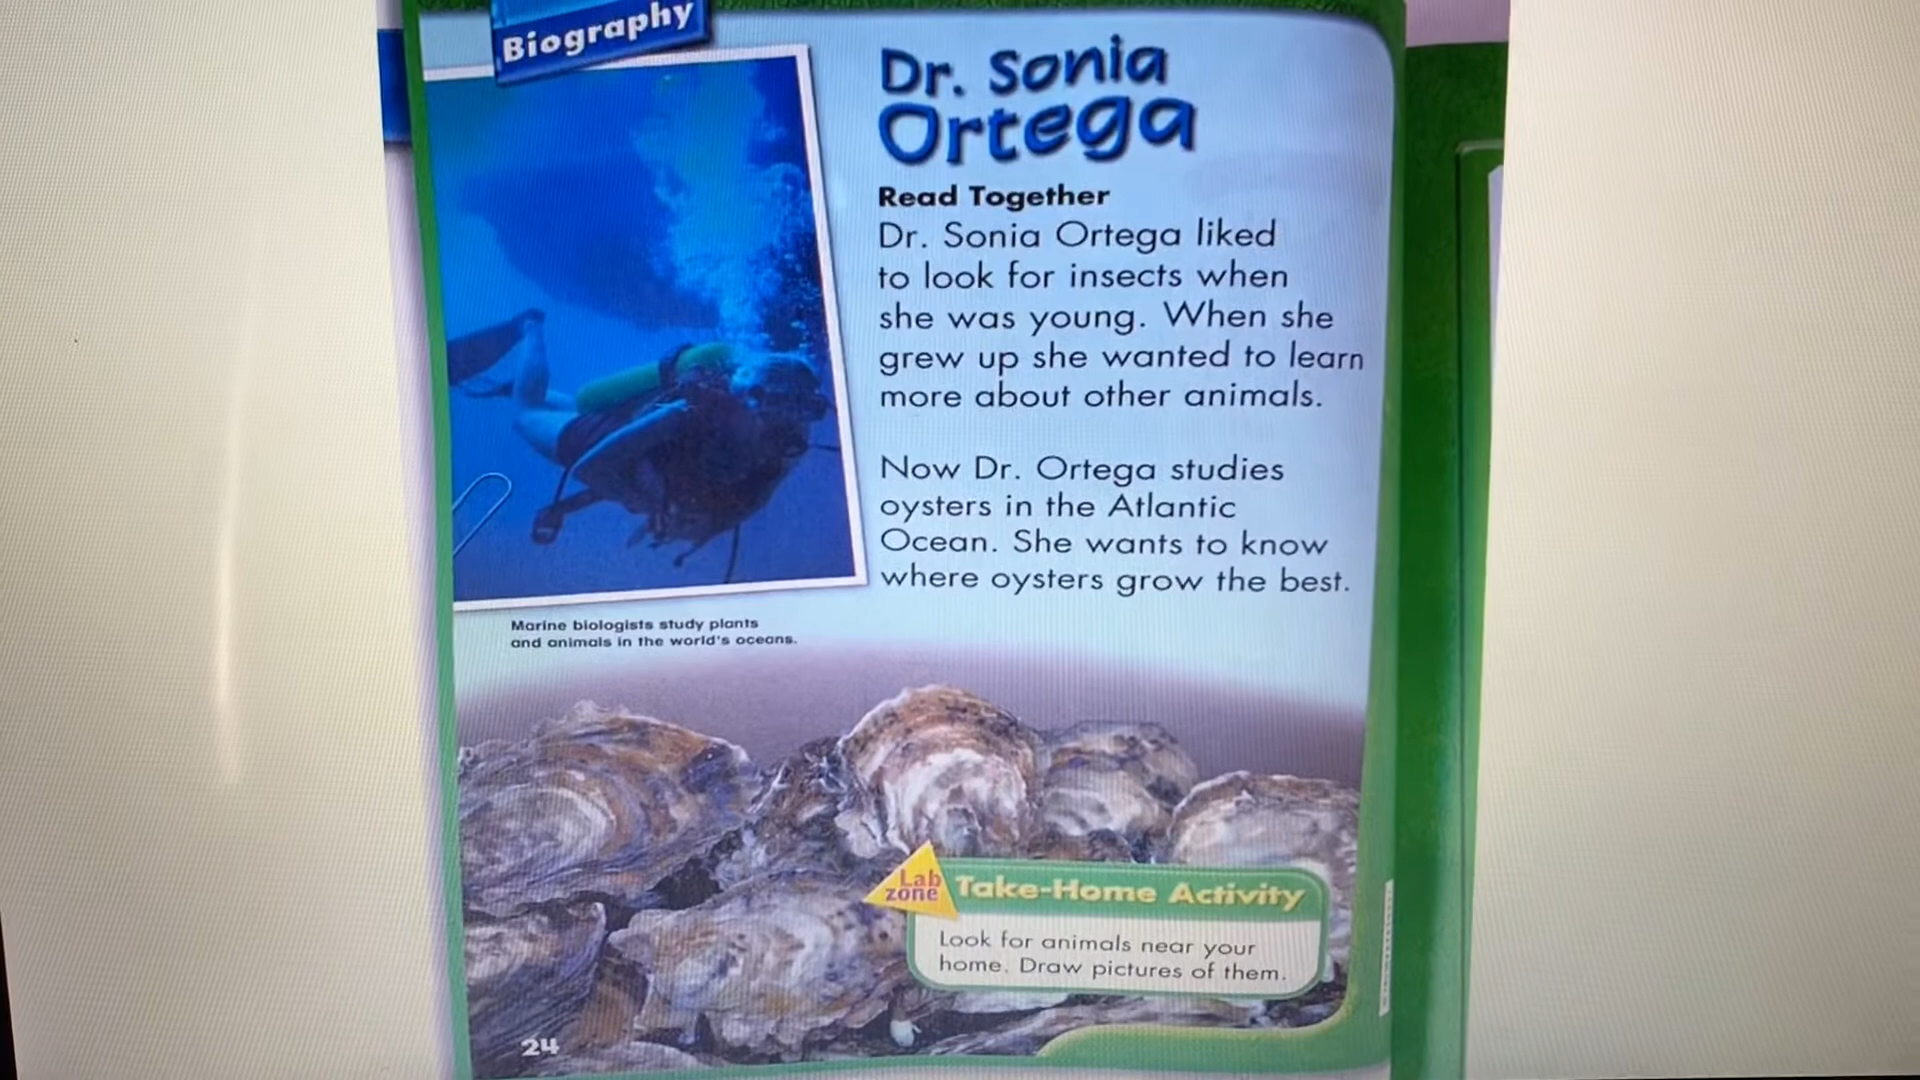 Biography
Dr. Sonia
Ortega
Read Together
Dr. Sonia Ortega liked
to look for insects when
she was young. When she
grew up she wanted to learn
more about other animals.
Now Dr. Ortega studies
oysters in the Atlantic
Ocean. She wants to know
where oysters grow the best.
Marine biologists study plants
and animals in the world's oceans.
Lab
zone
Take-Home Activity
Look for animals near your
home. Draw pictures of them.
24